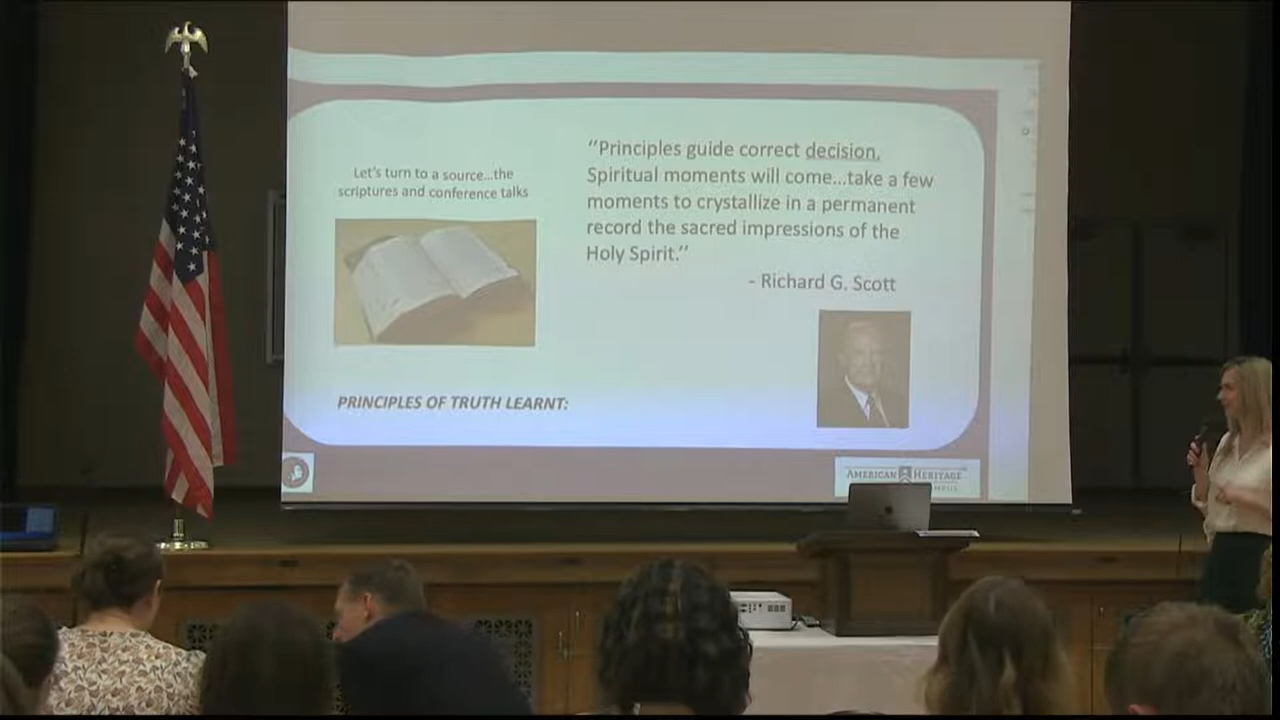 Let's turn to a source...the
scriptures and conference talks
PRINCIPLES OF TRUTH LEARNT:
"Principles guide correct decision.
Spiritual moments will come...take a few
moments to crystallize in a permanent
record the sacred impressions of the
Holy Spirit."
- Richard G. Scott
AMERICAN HERITAGE